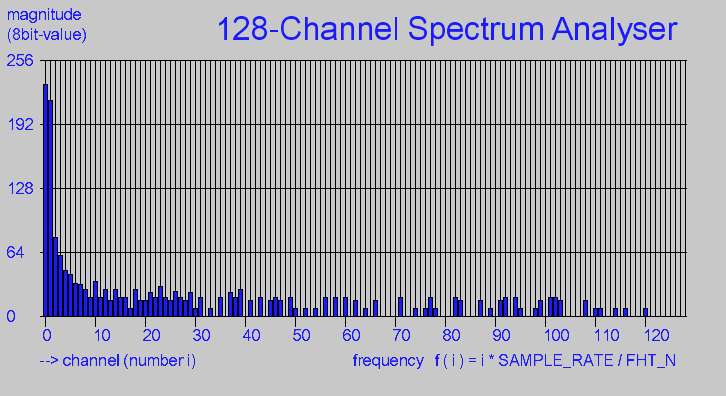 magnitude
(8bit-value)
128-Channel Spectrum Analyser
256
192
128
64
0
0 10 20 30 40 50 60 70 80 90 100 110 120
--> channel (number i)
frequency f ( i ) = i * SAMPLE_RATE / FHT_N